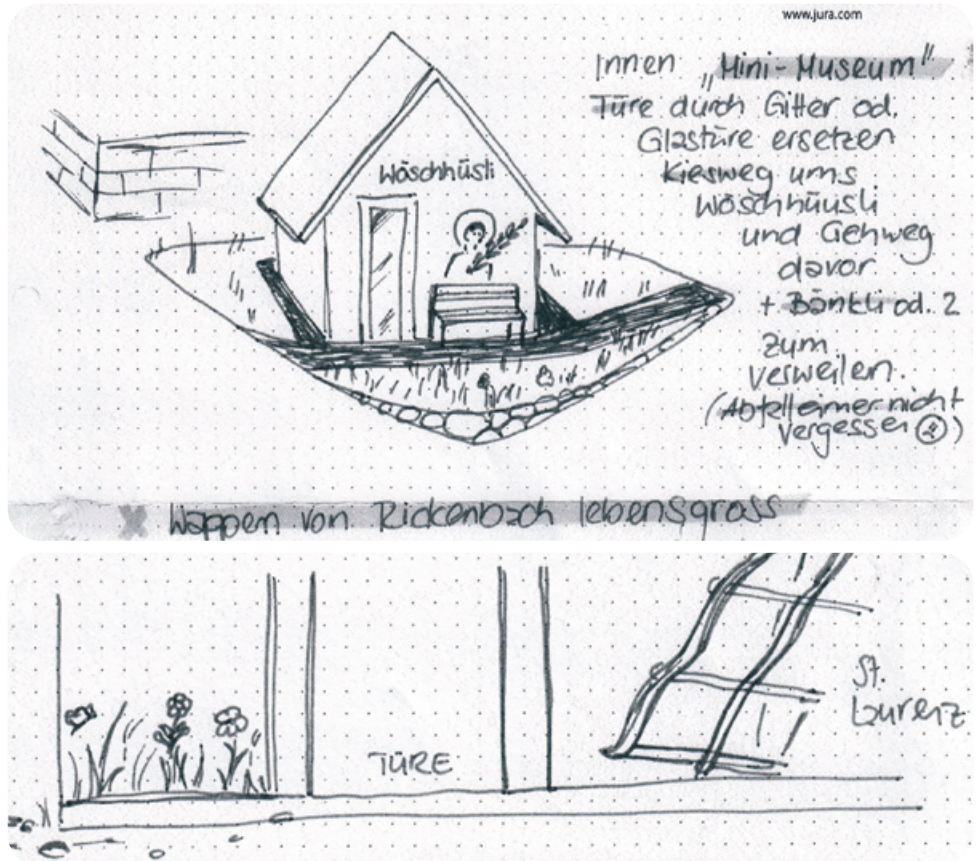 www.jura.com
Innen „Mini-Museum"
Türe durch Gitter od.
Glastüre ersetzen
Kiesweg ums
Wöschhüüsli
und Gehweg
davor
+ Bänkli od. 2
zum
verweilen.
(Abfalleimer nicht
vergessen ☺)
Wöschhüsli
x Wappen von Rickenbach lebensgross
TÜRE
St.
Laurenz